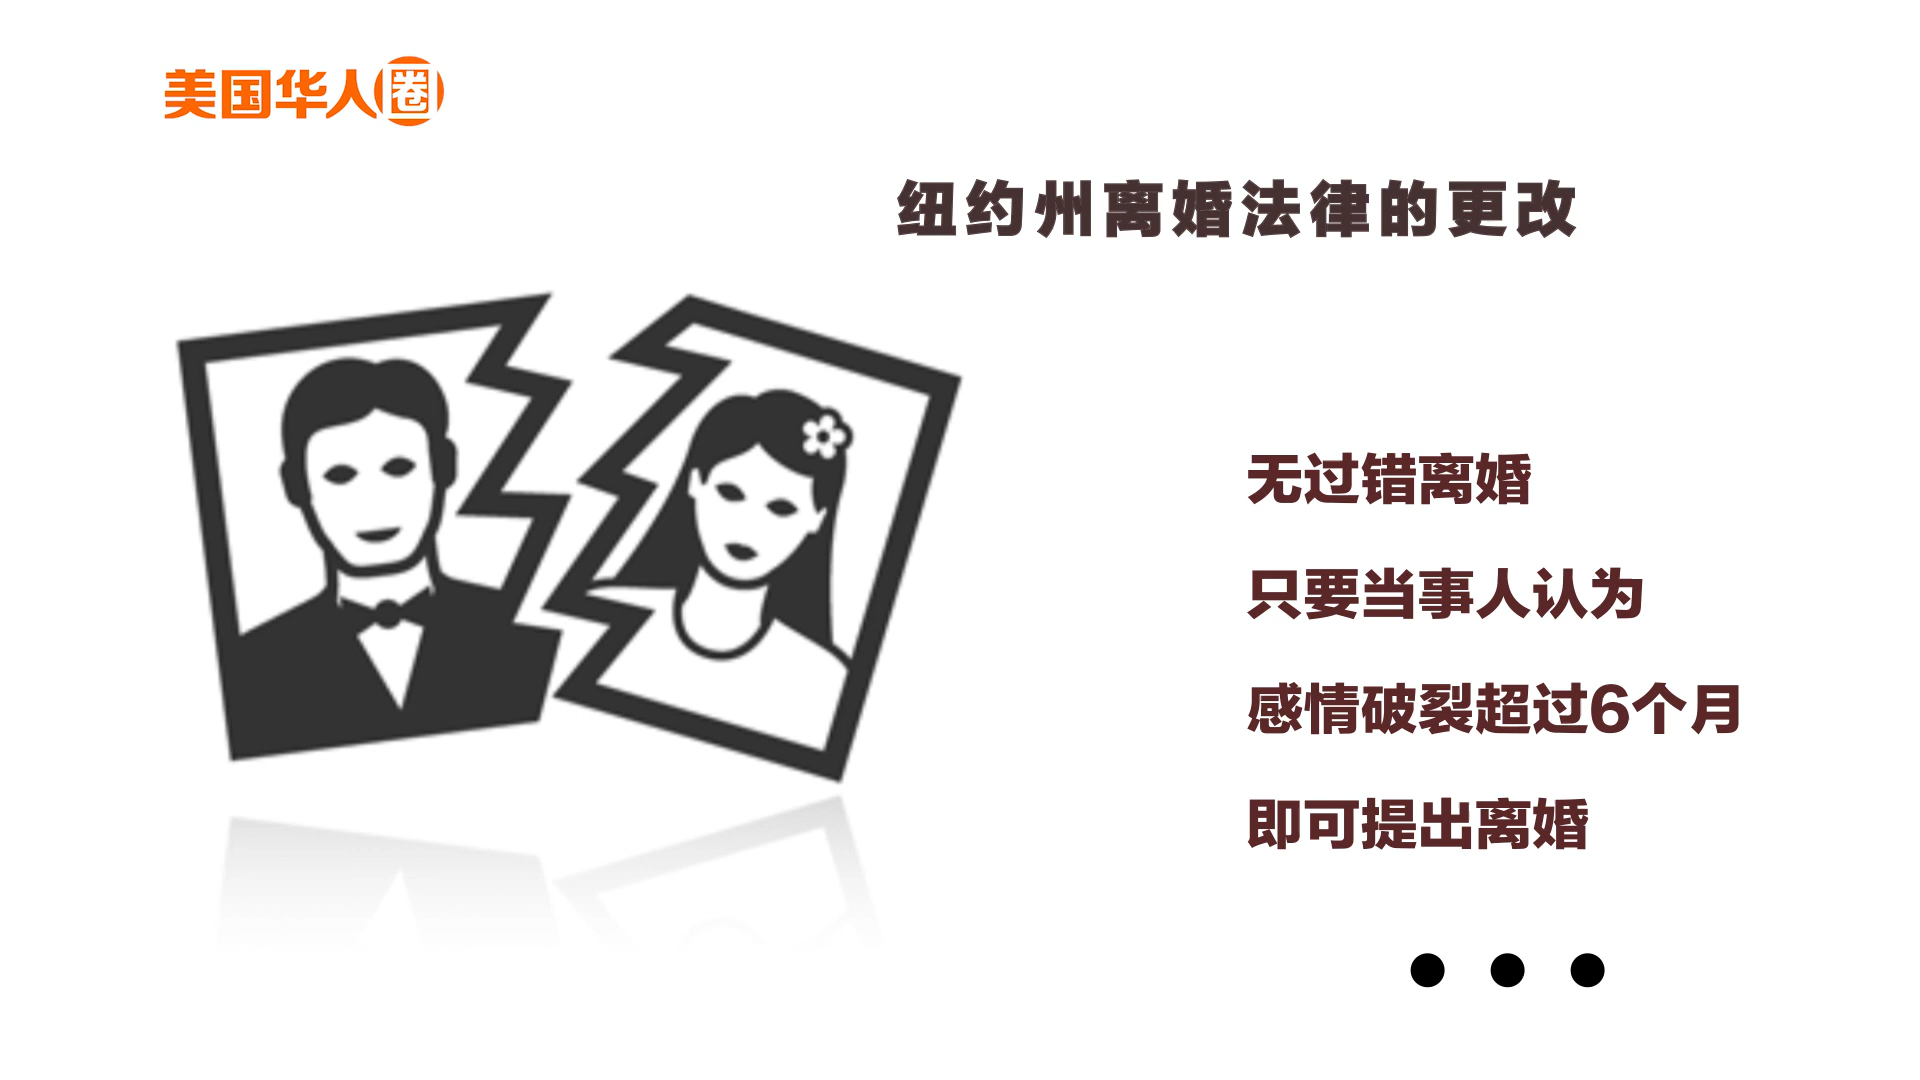 美国华人圈
纽约州离婚法律的更改
无过错离婚
只要当事人认为
感情破裂超过6个月
即可提出离婚